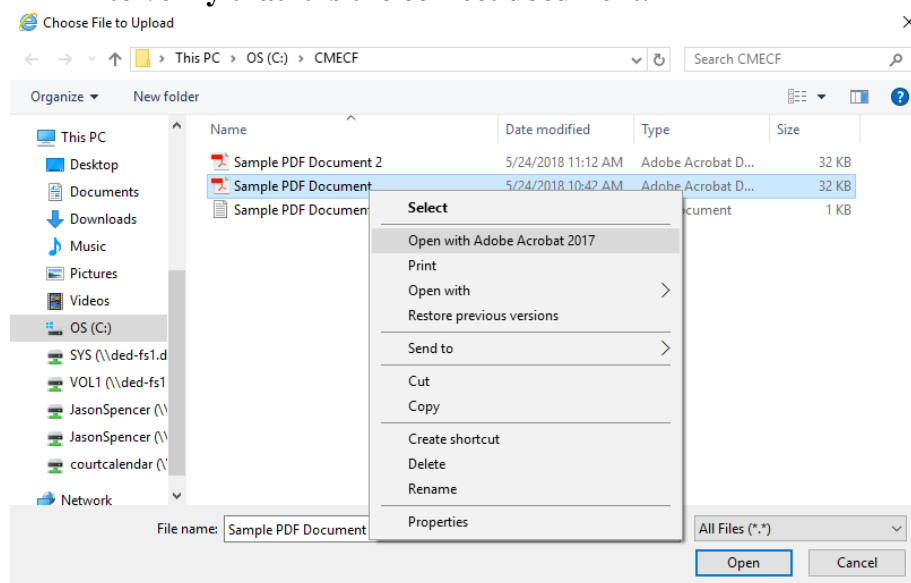 Choose File to Upload
This PC > OS (C:) > CMECF
Search CMECF
Organize
New folder
Name
Date modified
Type
Size
This PC
Desktop
Documents
Downloads
Music
Pictures
Videos
OS (C:)
SYS (\\ded-fs1.d
VOL1 (\\ded-fs1
JasonSpencer (\\
JasonSpencer (\\
courtcalendar (\
Network
Sample PDF Document 2 5/24/2018 11:12 AM Adobe Acrobat D... 32 KB
Sample PDF Document 5/24/2018 10:42 AM Adobe Acrobat D... 32 KB
Sample PDF Documen ocument 1 KB
Select
Open with Adobe Acrobat 2017
Print
Open with
Restore previous versions
Send to
Cut
Copy
Create shortcut
Delete
Rename
Properties
File name: Sample PDF Document
All Files (*.*)
Open
Cancel